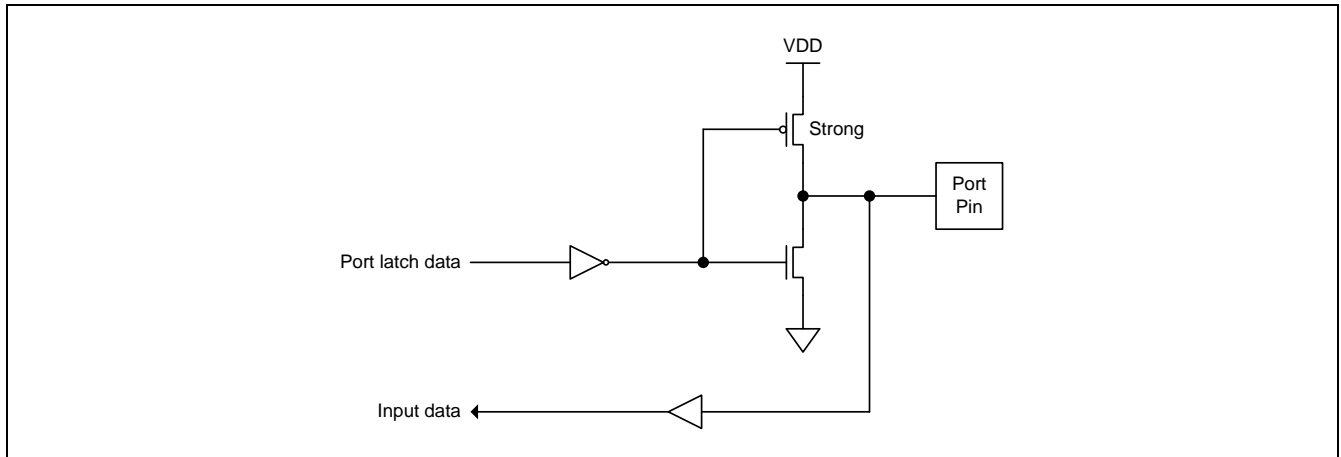 VDD
Strong
Port
Pin
Port latch data
Input data